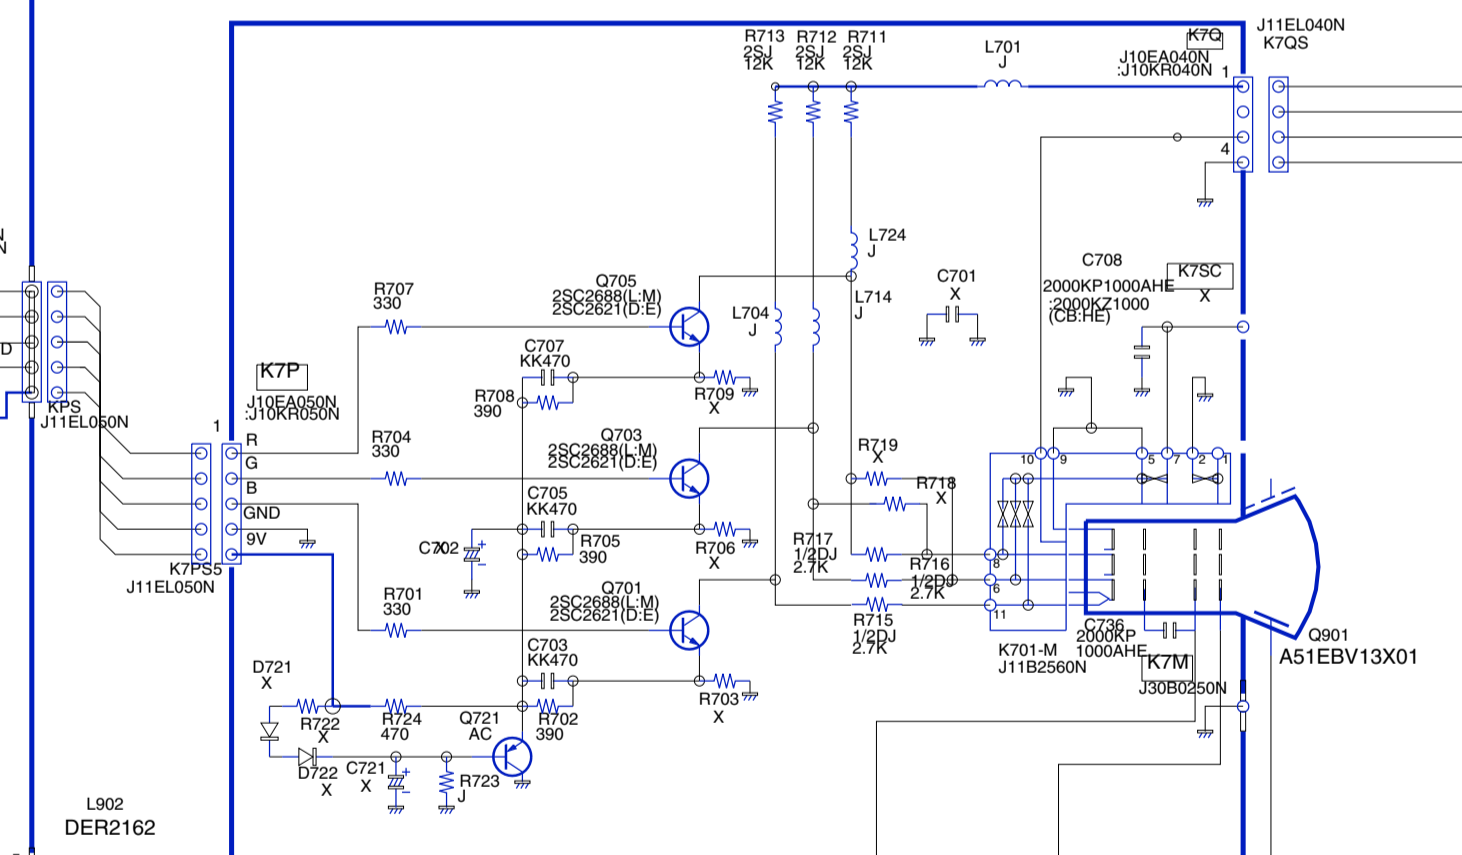 R713 R712 R711
2SJ 2SJ 2SJ
12K 12K 12K
L701
J
K7Q
J11EL040N
K7QS
J10EA040N
:J10KR040N
1
4
L724
J
C708
2000KP1000AHE
:2000KZ1000
(CB:HE)
K7SC
X
C701
X
L704
J
L714
J
Q705
2SC2688(L:M)
2SC2621(D:E)
R707
330
C707
KK470
R708
390
R709
X
K7P
J10EA050N
:J10KR050N
KPS
J11EL050N
D
N
1
R
G
B
GND
9V
K7PS5
J11EL050N
R704
330
Q703
2SC2688(L:M)
2SC2621(D:E)
C705
KK470
C702
X
R705
390
R706
X
R719
X
R718
X
R717
1/2DJ
2.7K
R716
1/2DJ
2.7K
R715
1/2DJ
2.7K
10 9 5 7 2 1
8
6
11
R701
330
Q701
2SC2688(L:M)
2SC2621(D:E)
C703
KK470
R703
X
R702
390
D721
X
R722
X
R724
470
Q721
AC
D722
X
C721
X
R723
J
K701-M
J11B2560N
C736
2000KP
1000AHE
K7M
J30B0250N
Q901
A51EBV13X01
L902
DER2162